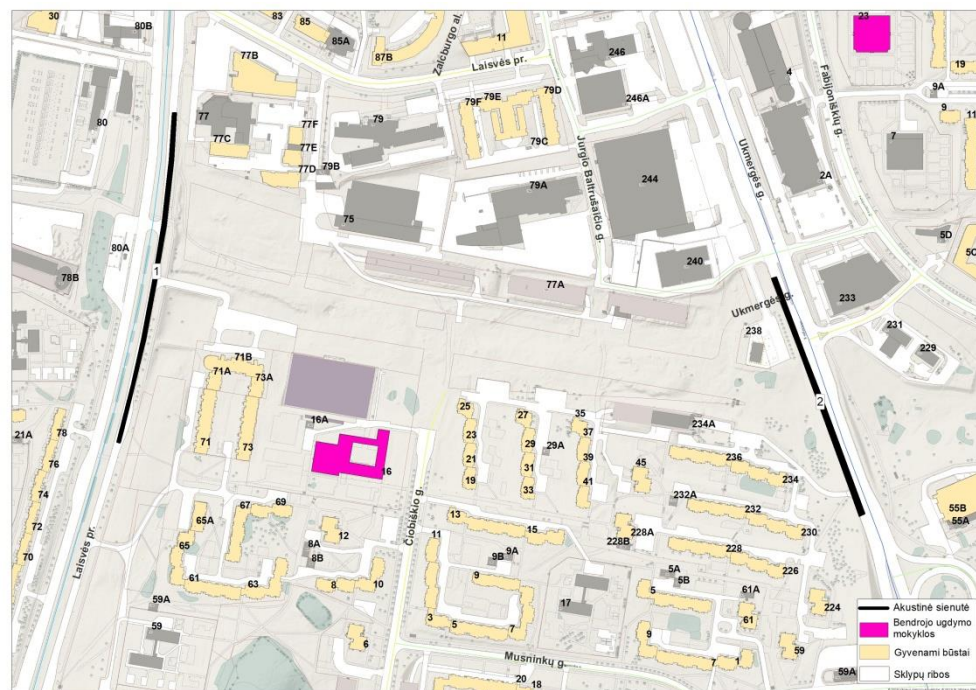 30
80B
83
85
85A
87B
Zalcburgo al.
11
Laisvės pr.
246
246A
4
Fabijoniškių g.
23
19
9A
9
11
77B
80
77
77C
77F
77E
77D
79B
79
79F
79E
79D
79C
79A
75
Jurgio Baltrušaičio g.
244
Ukmergės g.
2A
7
5D
5C
80A
78B
1
77A
240
233
Ukmergės g.
238
231
229
2
71B
71A
73A
71
73
16A
16
25
23
21
19
27
29
31
33
29A
35
37
39
41
45
234A
236
234
232A
232
230
228A
228B
228
226
21A
78
76
74
72
70
Laisvės pr.
65A
65
67
69
61
63
8A
8B
12
8
10
6
59A
59
Čiobiškio g.
13
15
11
9A
9B
9
3
5
7
17
5A
5B
5
61A
61
9
7
1
59
224
59A
55B
55A
Musninkų g.
20
18
Akustinė sienutė
Bendrojo ugdymo
mokyklos
Gyvenami būstai
Sklypų ribos